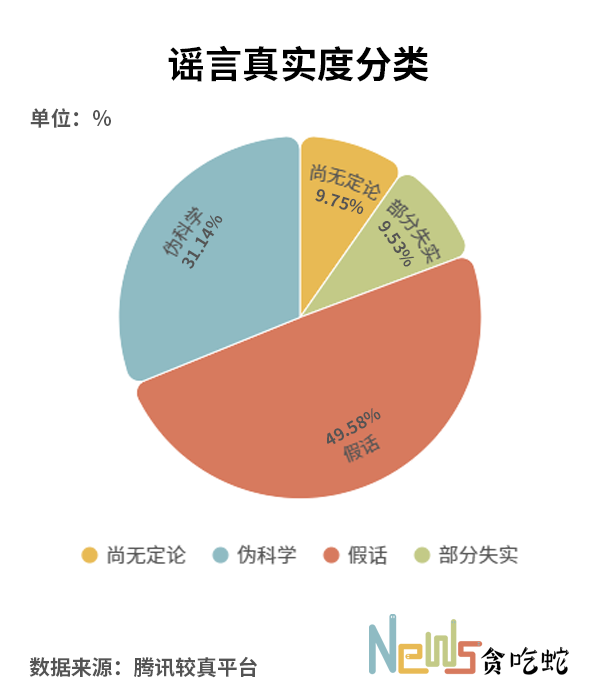 谣言真实度分类
单位：%
尚无定论
9.75%
部分失实
9.53%
伪科学
31.14%
49.58%
假话
尚无定论 伪科学 假话 部分失实
数据来源：腾讯较真平台
News贪吃蛇